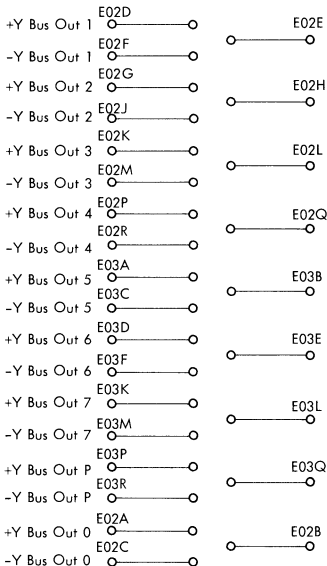 +Y Bus Out 1 E02D
E02E
-Y Bus Out 1 E02F
+Y Bus Out 2 E02G
E02H
-Y Bus Out 2 E02J
+Y Bus Out 3 E02K
E02L
-Y Bus Out 3 E02M
+Y Bus Out 4 E02P
E02Q
-Y Bus Out 4 E02R
+Y Bus Out 5 E03A
E03B
-Y Bus Out 5 E03C
+Y Bus Out 6 E03D
E03E
-Y Bus Out 6 E03F
+Y Bus Out 7 E03K
E03L
-Y Bus Out 7 E03M
+Y Bus Out P E03P
E03Q
-Y Bus Out P E03R
+Y Bus Out 0 E02A
E02B
-Y Bus Out 0 E02C